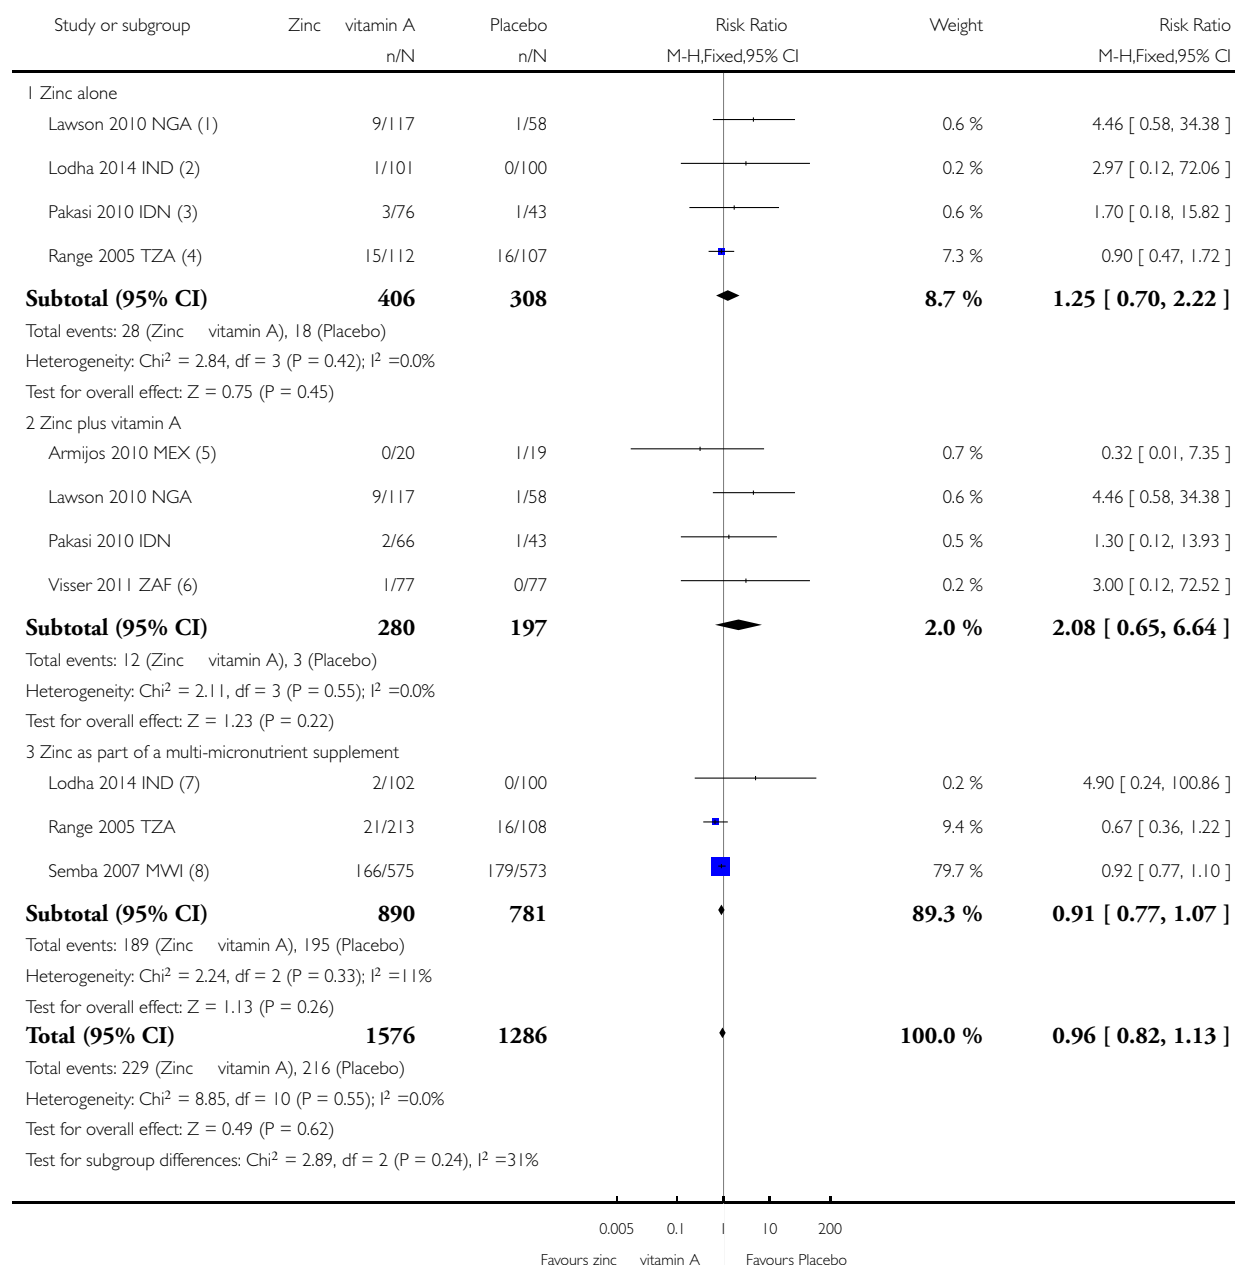 Study or subgroup Zinc vitamin A Placebo Risk Ratio Weight Risk Ratio
n/N n/N M-H,Fixed,95% CI M-H,Fixed,95% CI
1 Zinc alone
Lawson 2010 NGA (1) 9/117 1/58 0.6 % 4.46 [ 0.58, 34.38 ]
Lodha 2014 IND (2) 1/101 0/100 0.2 % 2.97 [ 0.12, 72.06 ]
Pakasi 2010 IDN (3) 3/76 1/43 0.6 % 1.70 [ 0.18, 15.82 ]
Range 2005 TZA (4) 15/112 16/107 7.3 % 0.90 [ 0.47, 1.72 ]
Subtotal (95% CI) 406 308 8.7 % 1.25 [ 0.70, 2.22 ]
Total events: 28 (Zinc vitamin A), 18 (Placebo)
Heterogeneity: Chi² = 2.84, df = 3 (P = 0.42); I² =0.0%
Test for overall effect: Z = 0.75 (P = 0.45)
2 Zinc plus vitamin A
Armijos 2010 MEX (5) 0/20 1/19 0.7 % 0.32 [ 0.01, 7.35 ]
Lawson 2010 NGA 9/117 1/58 0.6 % 4.46 [ 0.58, 34.38 ]
Pakasi 2010 IDN 2/66 1/43 0.5 % 1.30 [ 0.12, 13.93 ]
Visser 2011 ZAF (6) 1/77 0/77 0.2 % 3.00 [ 0.12, 72.52 ]
Subtotal (95% CI) 280 197 2.0 % 2.08 [ 0.65, 6.64 ]
Total events: 12 (Zinc vitamin A), 3 (Placebo)
Heterogeneity: Chi² = 2.11, df = 3 (P = 0.55); I² =0.0%
Test for overall effect: Z = 1.23 (P = 0.22)
3 Zinc as part of a multi-micronutrient supplement
Lodha 2014 IND (7) 2/102 0/100 0.2 % 4.90 [ 0.24, 100.86 ]
Range 2005 TZA 21/213 16/108 9.4 % 0.67 [ 0.36, 1.22 ]
Semba 2007 MWI (8) 166/575 179/573 79.7 % 0.92 [ 0.77, 1.10 ]
Subtotal (95% CI) 890 781 89.3 % 0.91 [ 0.77, 1.07 ]
Total events: 189 (Zinc vitamin A), 195 (Placebo)
Heterogeneity: Chi² = 2.24, df = 2 (P = 0.33); I² =11%
Test for overall effect: Z = 1.13 (P = 0.26)
Total (95% CI) 1576 1286 100.0 % 0.96 [ 0.82, 1.13 ]
Total events: 229 (Zinc vitamin A), 216 (Placebo)
Heterogeneity: Chi² = 8.85, df = 10 (P = 0.55); I² =0.0%
Test for overall effect: Z = 0.49 (P = 0.62)
Test for subgroup differences: Chi² = 2.89, df = 2 (P = 0.24), I² =31%
0.005 0.1 1 10 200
Favours zinc vitamin A Favours Placebo